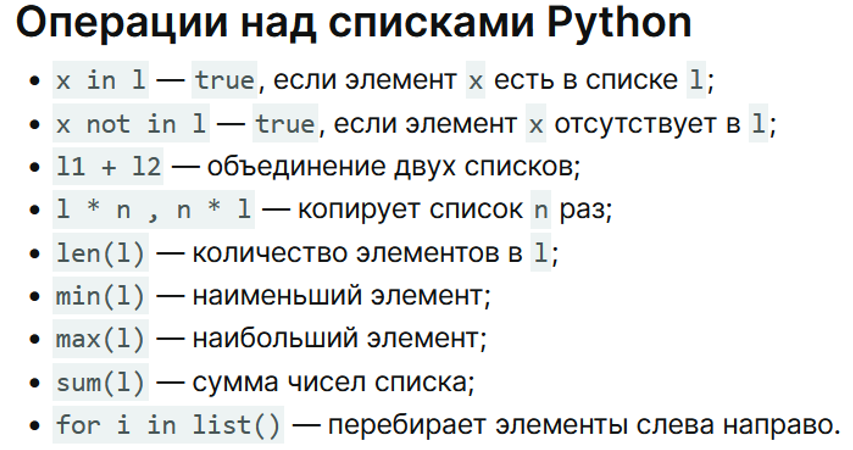 Операции над списками Python
• x in l — true, если элемент x есть в списке l;
• x not in l — true, если элемент x отсутствует в l;
• l1 + l2 — объединение двух списков;
• l * n , n * l — копирует список n раз;
• len(l) — количество элементов в l;
• min(l) — наименьший элемент;
• max(l) — наибольший элемент;
• sum(l) — сумма чисел списка;
• for i in list() — перебирает элементы слева направо.